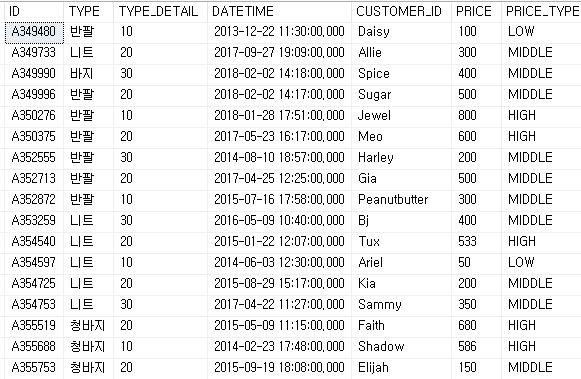 ID TYPE TYPE_DETAIL DATETIME CUSTOMER_ID PRICE PRICE_TYPE
A349480 반팔 10 2013-12-22 11:30:00,000 Daisy 100 LOW
A349733 니트 20 2017-09-27 19:09:00,000 Allie 300 MIDDLE
A349990 바지 30 2018-02-02 14:18:00,000 Spice 400 MIDDLE
A349996 반팔 20 2018-02-02 14:17:00,000 Sugar 500 MIDDLE
A350276 반팔 10 2018-01-28 17:51:00,000 Jewel 800 HIGH
A350375 반팔 20 2017-05-23 16:17:00,000 Meo 600 HIGH
A352555 반팔 30 2014-08-10 18:57:00,000 Harley 200 MIDDLE
A352713 반팔 20 2017-04-25 12:25:00,000 Gia 500 MIDDLE
A352872 반팔 10 2015-07-16 17:58:00,000 Peanutbutter 300 MIDDLE
A353259 니트 30 2016-05-09 10:40:00,000 Bj 400 MIDDLE
A354540 니트 20 2015-01-22 12:07:00,000 Tux 533 HIGH
A354597 니트 10 2014-06-03 12:30:00,000 Ariel 50 LOW
A354725 니트 20 2015-08-29 15:17:00,000 Kia 200 MIDDLE
A354753 니트 30 2017-04-22 11:27:00,000 Sammy 350 MIDDLE
A355519 청바지 20 2015-05-09 11:15:00,000 Faith 680 HIGH
A355688 청바지 10 2014-02-23 17:48:00,000 Shadow 586 HIGH
A355753 청바지 20 2015-09-19 18:08:00,000 Elijah 150 MIDDLE